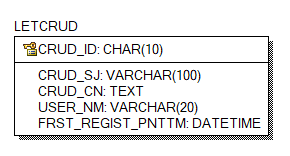 LETCRUD
CRUD_ID: CHAR(10)
CRUD_SJ: VARCHAR(100)
CRUD_CN: TEXT
USER_NM: VARCHAR(20)
FRST_REGIST_PNTTM: DATETIME